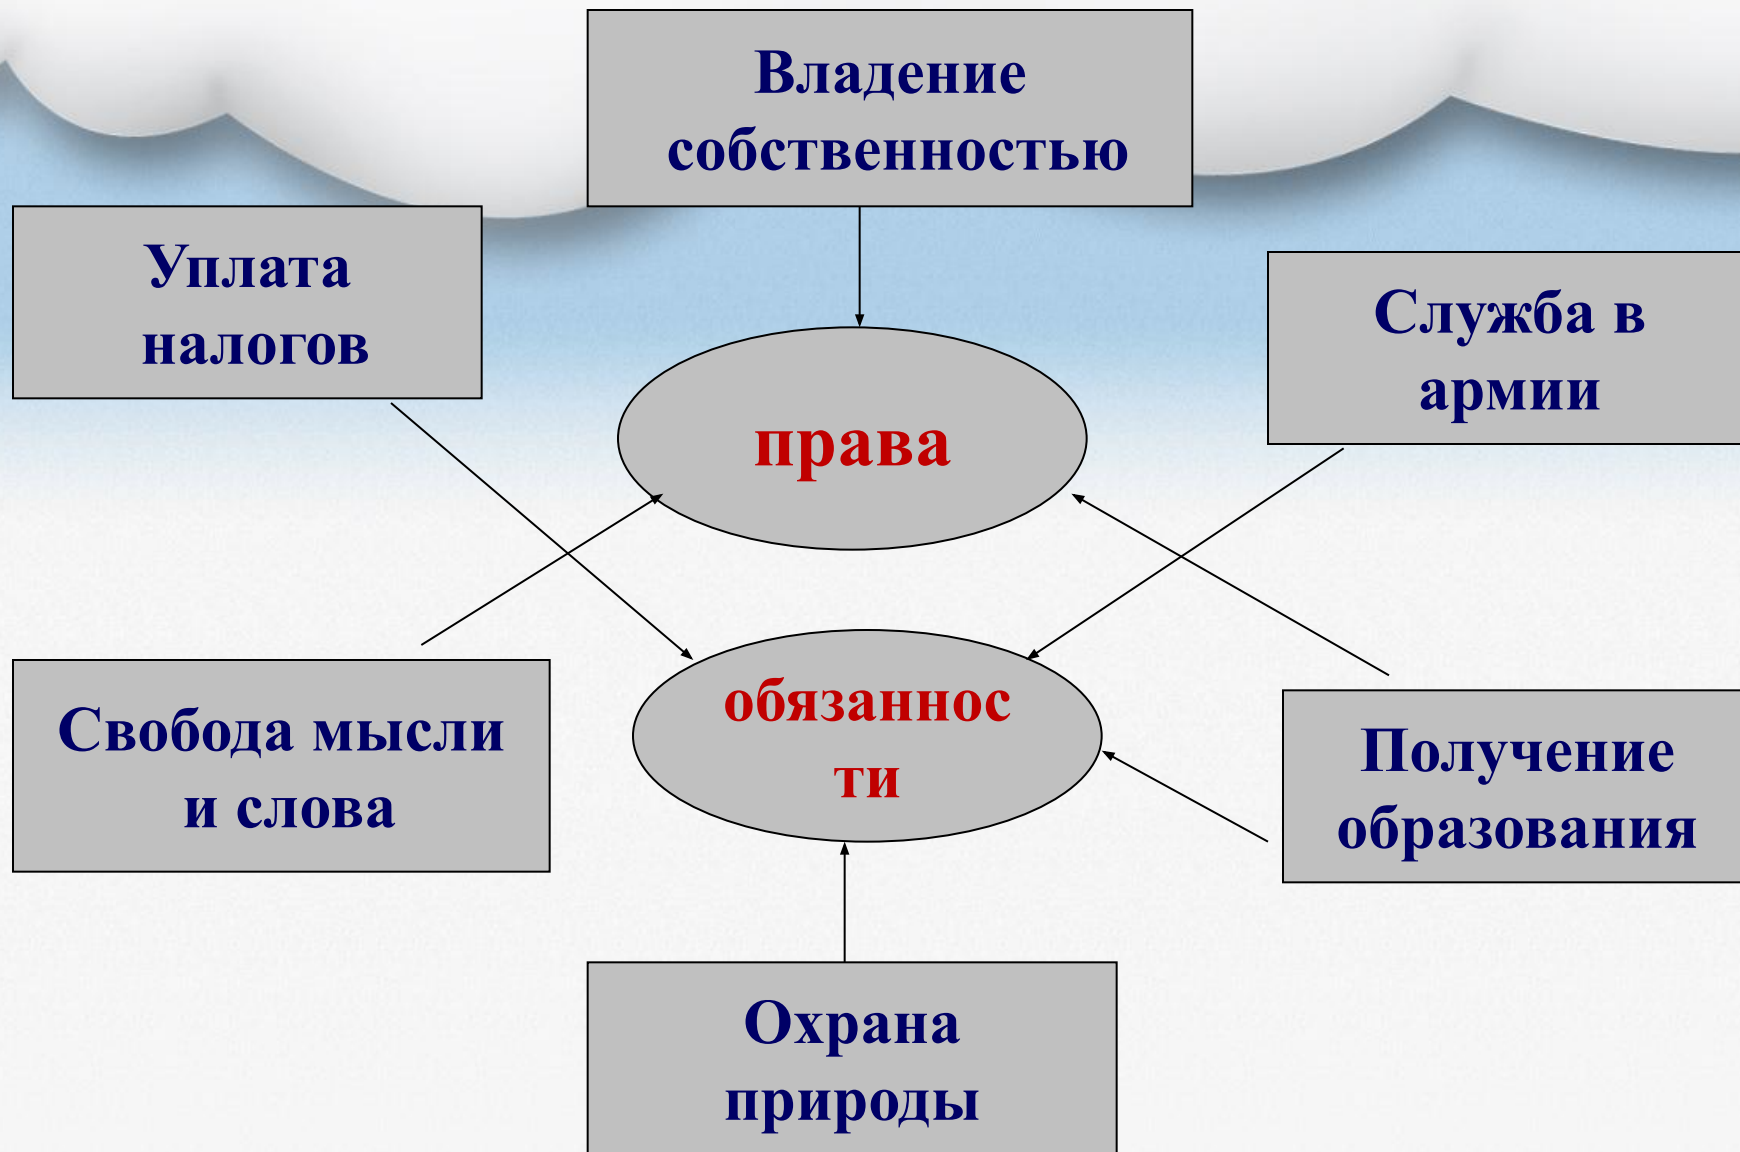 Владение
собственностью
Уплата
налогов
Служба в
армии
права
обязаннос
ти
Свобода мысли
и слова
Получение
образования
Охрана
природы